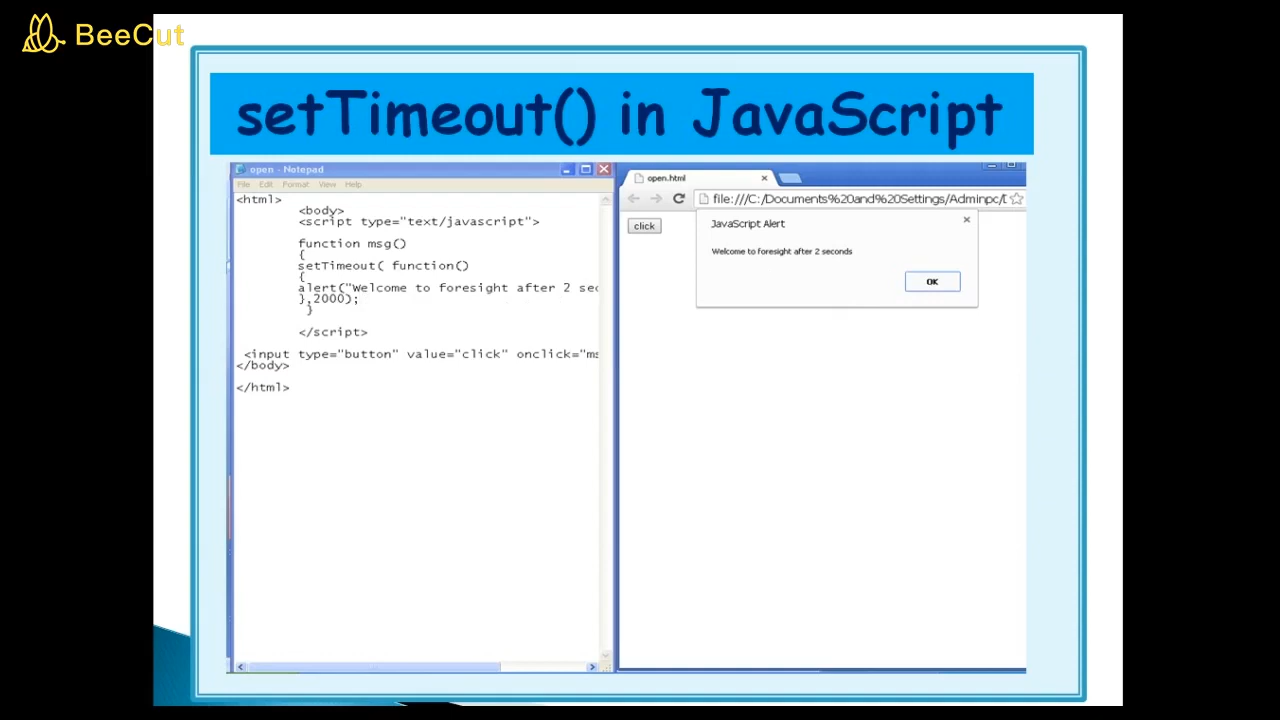 BeeCut
setTimeout() in JavaScript
open - Notepad
File Edit Format View Help
<html>
<body>
<script type="text/javascript">
function msg()
{
setTimeout( function()
{
alert("Welcome to foresight after 2 sec
},2000);
}
</script>
<input type="button" value="click" onclick="ms
</body>
</html>
open.html
file:///C:/Documents%20and%20Settings/Adminpc/D
click
JavaScript Alert
Welcome to foresight after 2 seconds
OK